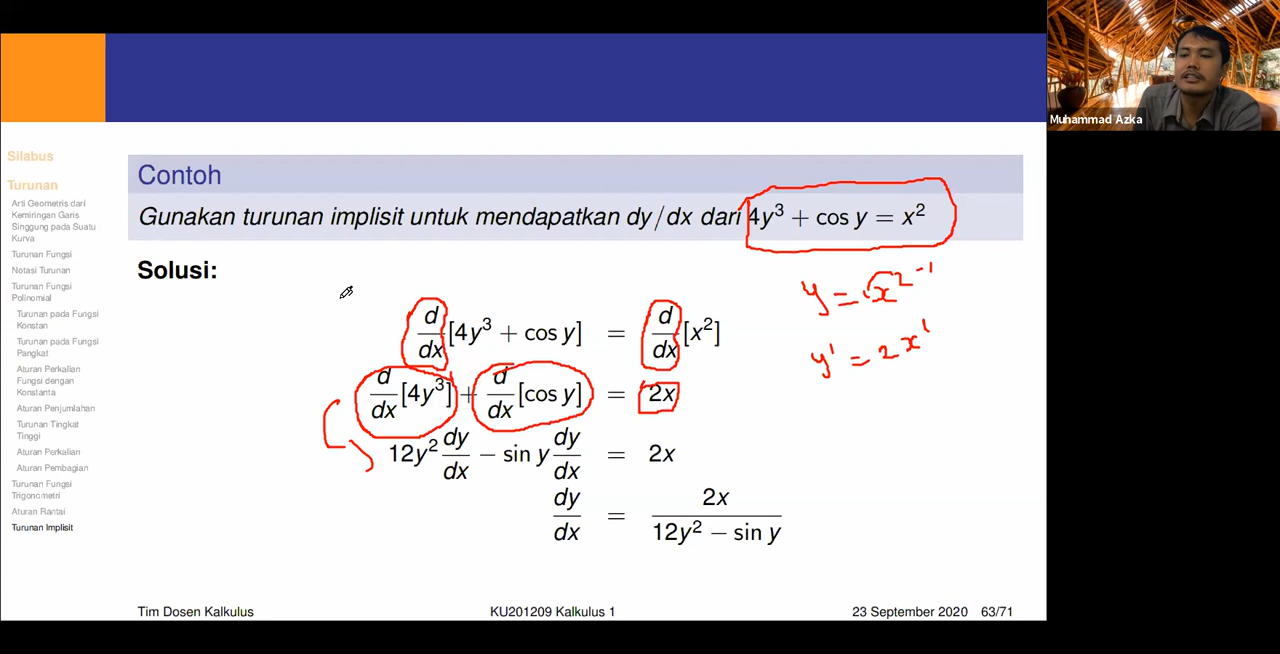 Muhammad Azka
Silabus
Turunan
Arti Geometris dari
Kemiringan Garis
Singgung pada Suatu
Kurva
Turunan Fungsi
Notasi Turunan
Turunan Fungsi
Polinomial
Turunan pada Fungsi
Konstan
Turunan pada Fungsi
Pangkat
Aturan Perkalian
Fungsi dengan
Konstanta
Aturan Penjumlahan
Turunan Tingkat
Tinggi
Aturan Perkalian
Aturan Pembagian
Turunan Fungsi
Trigonometri
Aturan Rantai
Turunan Implisit
Contoh
Gunakan turunan implisit untuk mendapatkan dy/dx dari 4y³ + cos y = x²
Solusi:
d/dx [4y³ + cos y] = d/dx [x²]
d/dx [4y³] + d/dx [cos y] = 2x
12y² dy/dx − sin y dy/dx = 2x
dy/dx = 2x / 12y² − sin y
y = x²⁻¹
y' = 2x¹
Tim Dosen Kalkulus
KU201209 Kalkulus 1
23 September 2020 63/71